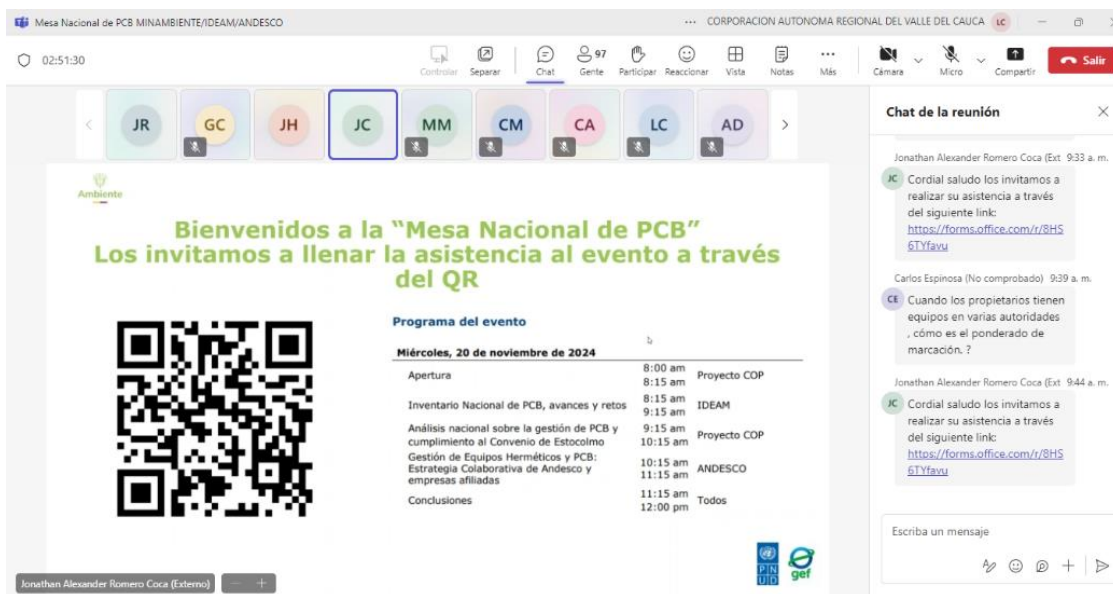 Mesa Nacional de PCB MINAMBIENTE/IDEAM/ANDESCO
... CORPORACION AUTONOMA REGIONAL DEL VALLE DEL CAUCA LC
02:51:30
Controlar
Separar
Chat
97
Gente
Participar
Reaccionar
Vista
Notas
Más
Cámara
Micro
Compartir
Salir
JR
GC
JH
JC
MM
CM
CA
LC
AD
Ambiente
Bienvenidos a la “Mesa Nacional de PCB”
Los invitamos a llenar la asistencia al evento a través
del QR
Programa del evento
Miércoles, 20 de noviembre de 2024
Apertura
8:00 am
8:15 am
Proyecto COP
Inventario Nacional de PCB, avances y retos
8:15 am
9:15 am
IDEAM
Análisis nacional sobre la gestión de PCB y
cumplimiento al Convenio de Estocolmo
9:15 am
10:15 am
Proyecto COP
Gestión de Equipos Herméticos y PCB:
Estrategia Colaborativa de Andesco y
empresas afiliadas
10:15 am
11:15 am
ANDESCO
Conclusiones
11:15 am
12:00 pm
Todos
PN
UD
gef
Jonathan Alexander Romero Coca (Externo)
Chat de la reunión
Jonathan Alexander Romero Coca (Ext 9:33 a. m.
JC
Cordial saludo los invitamos a
realizar su asistencia a través
del siguiente link:
https://forms.office.com/r/8HS
6TYfavu
Carlos Espinosa (No comprobado) 9:39 a. m.
CE
Cuando los propietarios tienen
equipos en varias autoridades
, cómo es el ponderado de
marcación. ?
Jonathan Alexander Romero Coca (Ext 9:44 a. m.
JC
Cordial saludo los invitamos a
realizar su asistencia a través
del siguiente link:
https://forms.office.com/r/8HS
6TYfavu
Escriba un mensaje